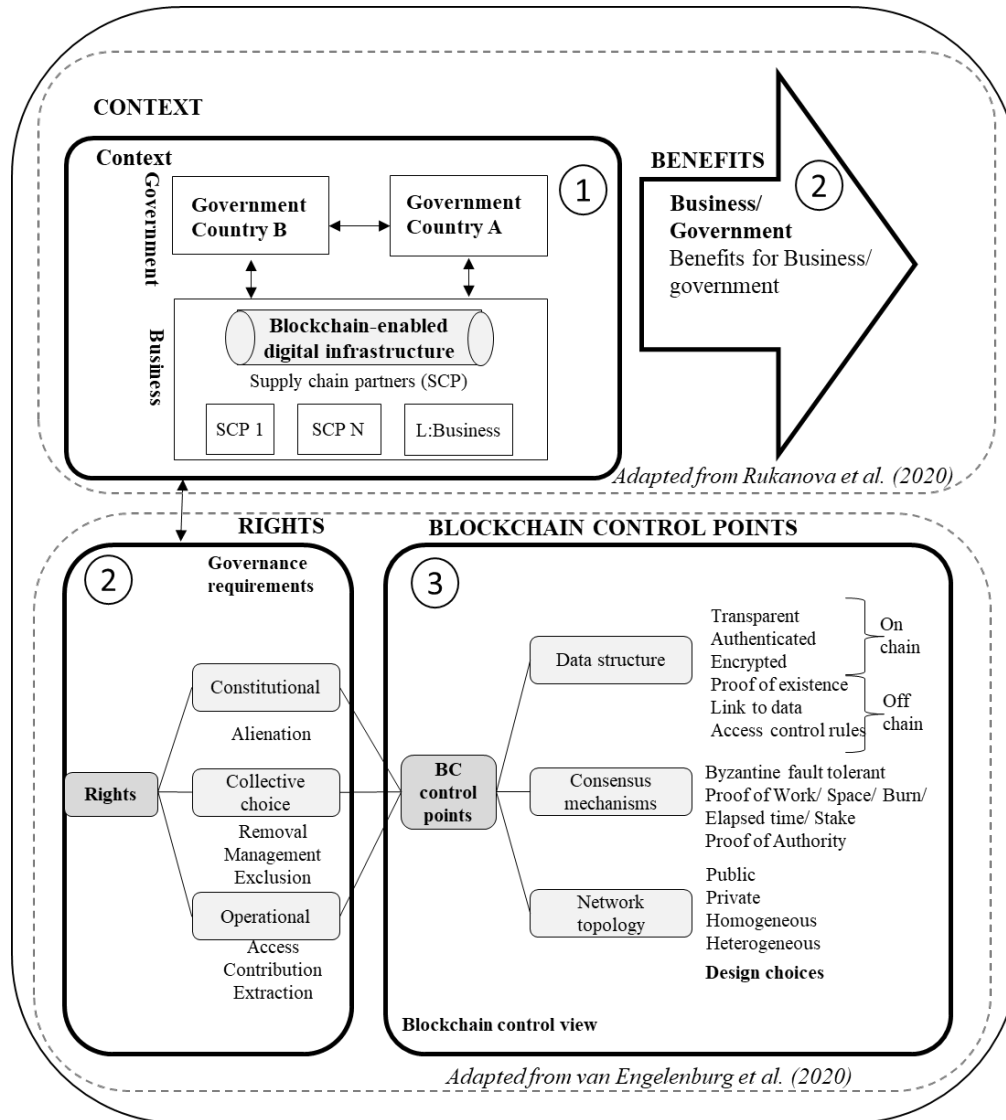 CONTEXT
Context
1
Government
Government
Country B
Government
Country A
Business
Blockchain-enabled
digital infrastructure
Supply chain partners (SCP)
SCP 1
SCP N
L:Business
BENEFITS
2
Business/
Government
Benefits for Business/
government
Adapted from Rukanova et al. (2020)
RIGHTS
2
Governance
requirements
Rights
Constitutional
Alienation
Collective choice
Removal
Management
Exclusion
Operational
Access
Contribution
Extraction
BLOCKCHAIN CONTROL POINTS
3
BC
control
points
Data structure
Transparent
Authenticated
Encrypted
On
chain
Proof of existence
Link to data
Access control rules
Off
chain
Consensus
mechanisms
Byzantine fault tolerant
Proof of Work/ Space/ Burn/
Elapsed time/ Stake
Proof of Authority
Network
topology
Public
Private
Homogeneous
Heterogeneous
Design choices
Blockchain control view
Adapted from van Engelenburg et al. (2020)